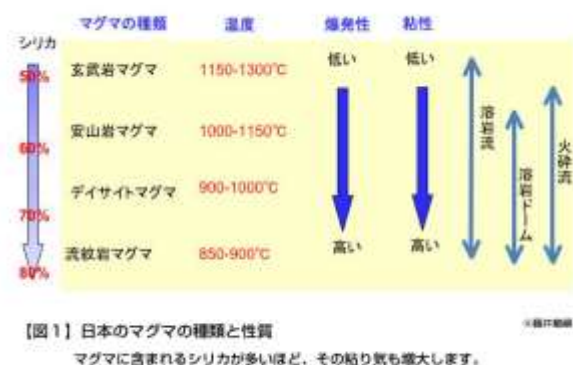 マグマの種類 温度 爆発性 粘性
シリカ
50% 玄武岩マグマ 1150-1300℃ 低い 低い
60% 安山岩マグマ 1000-1150℃
デイサイトマグマ 900-1000℃
70%
流紋岩マグマ 850-900℃ 高い 高い
80%
溶岩流
溶岩ドーム
火砕流
【図1】日本のマグマの種類と性質
マグマに含まれるシリカが多いほど、その粘り気も増大します。